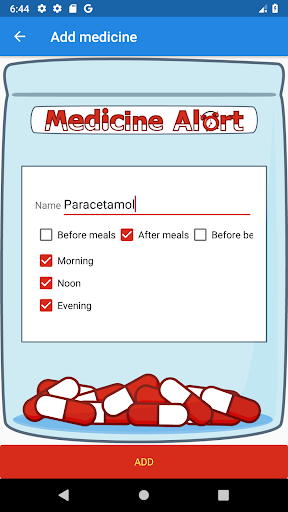 6:44
Add medicine
Medicine Alert
Name Paracetamol
Before meals After meals Before be
Morning
Noon
Evening
ADD